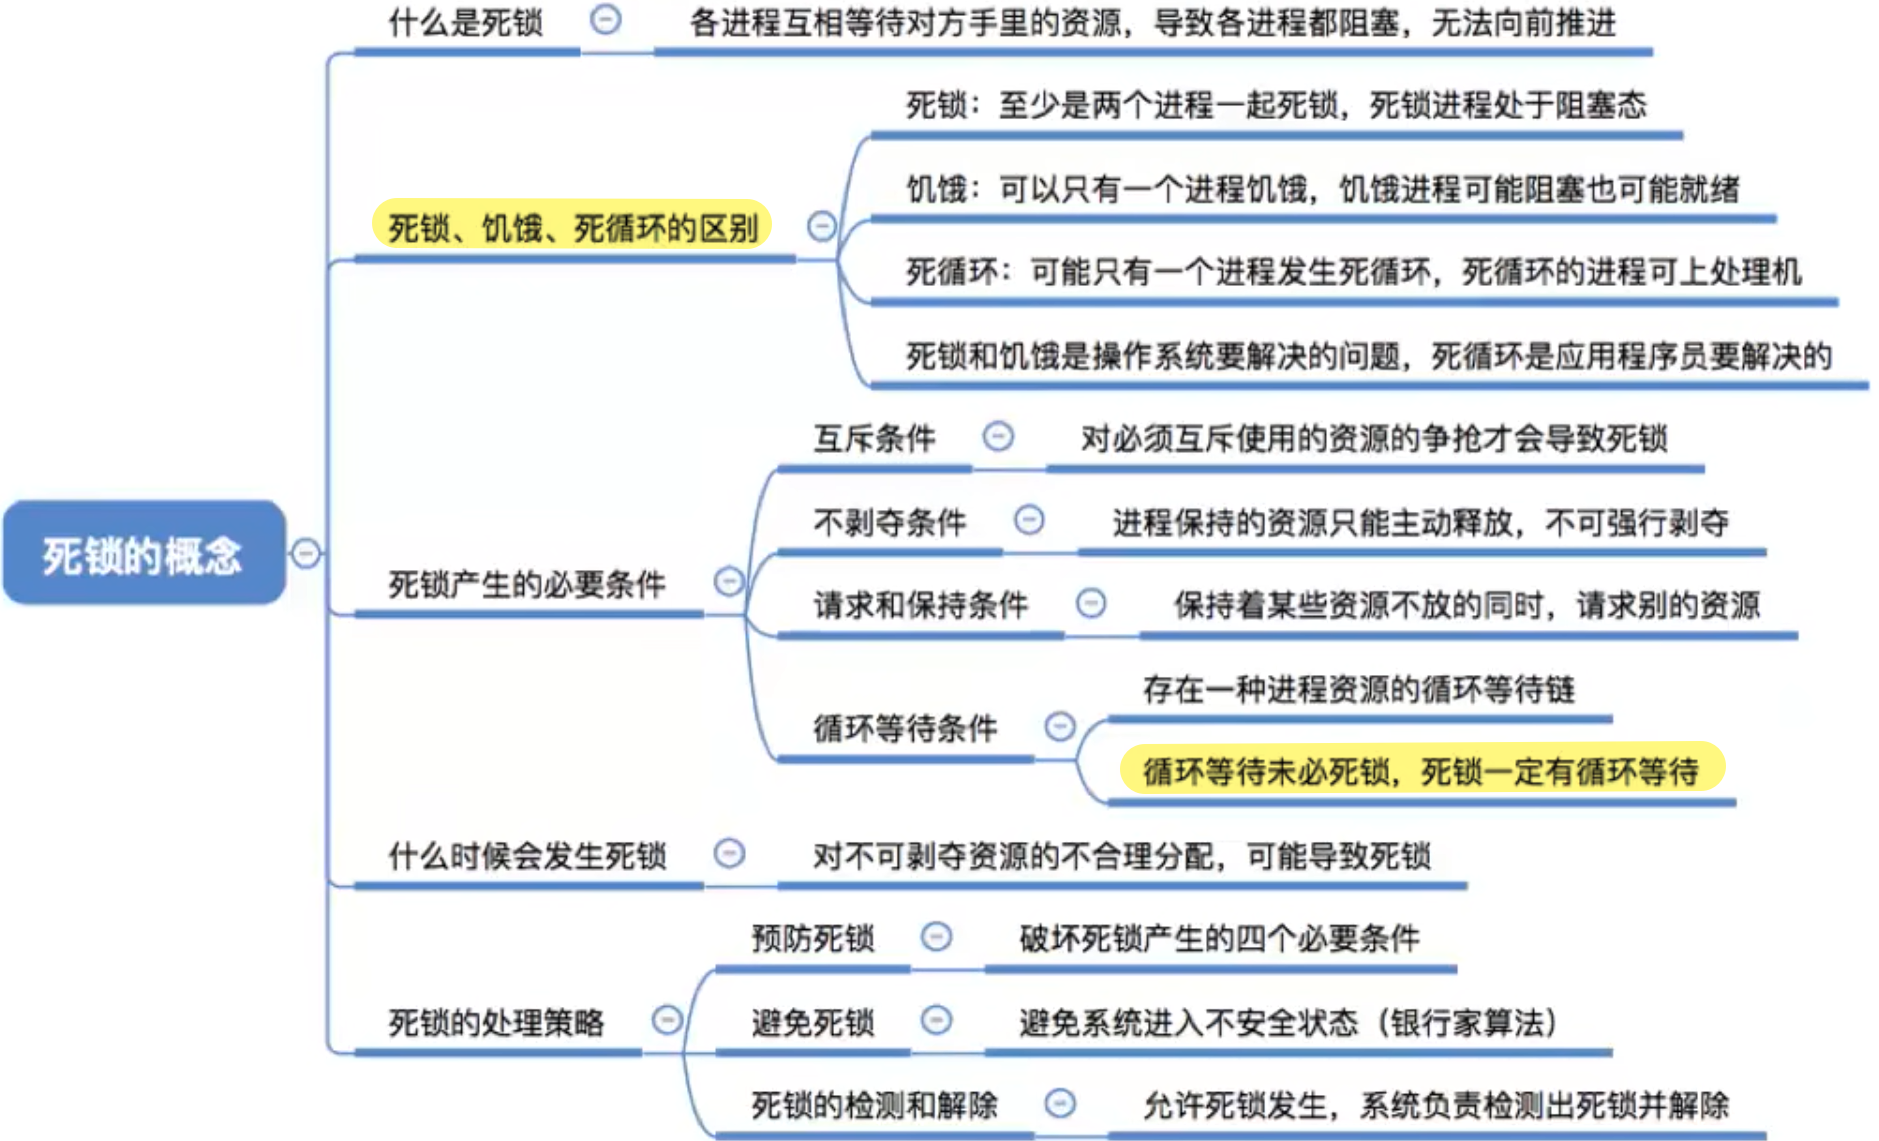 什么是死锁
各进程互相等待对方手里的资源，导致各进程都阻塞，无法向前推进
死锁、饥饿、死循环的区别
死锁：至少是两个进程一起死锁，死锁进程处于阻塞态
饥饿：可以只有一个进程饥饿，饥饿进程可能阻塞也可能就绪
死循环：可能只有一个进程发生死循环，死循环的进程可上处理机
死锁和饥饿是操作系统要解决的问题，死循环是应用程序员要解决的
死锁的概念
死锁产生的必要条件
互斥条件
对必须互斥使用的资源的争抢才会导致死锁
不剥夺条件
进程保持的资源只能主动释放，不可强行剥夺
请求和保持条件
保持着某些资源不放的同时，请求别的资源
循环等待条件
存在一种进程资源的循环等待链
循环等待未必死锁，死锁一定有循环等待
什么时候会发生死锁
对不可剥夺资源的不合理分配，可能导致死锁
死锁的处理策略
预防死锁
破坏死锁产生的四个必要条件
避免死锁
避免系统进入不安全状态（银行家算法）
死锁的检测和解除
允许死锁发生，系统负责检测出死锁并解除